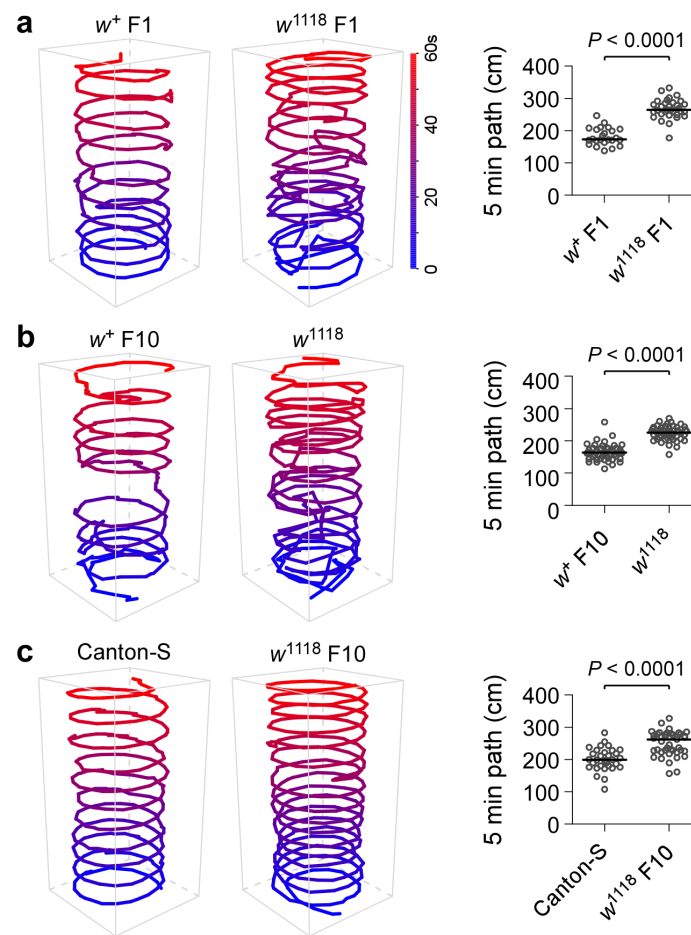 a
w⁺ F1
w¹¹¹⁸ F1
60s
40
20
0
P < 0.0001
5 min path (cm)
400
300
200
100
0
w⁺ F1
w¹¹¹⁸ F1
b
w⁺ F10
w¹¹¹⁸
P < 0.0001
5 min path (cm)
400
300
200
100
0
w⁺ F10
w¹¹¹⁸
c
Canton-S
w¹¹¹⁸ F10
P < 0.0001
5 min path (cm)
400
300
200
100
0
Canton-S
w¹¹¹⁸ F10